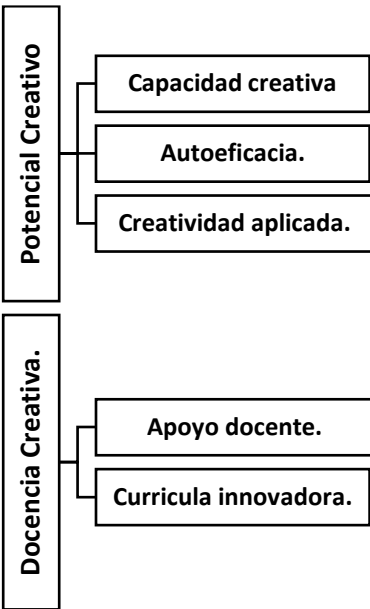 Potencial Creativo
Capacidad creativa
Autoeficacia.
Creatividad aplicada.
Docencia Creativa.
Apoyo docente.
Curricula innovadora.